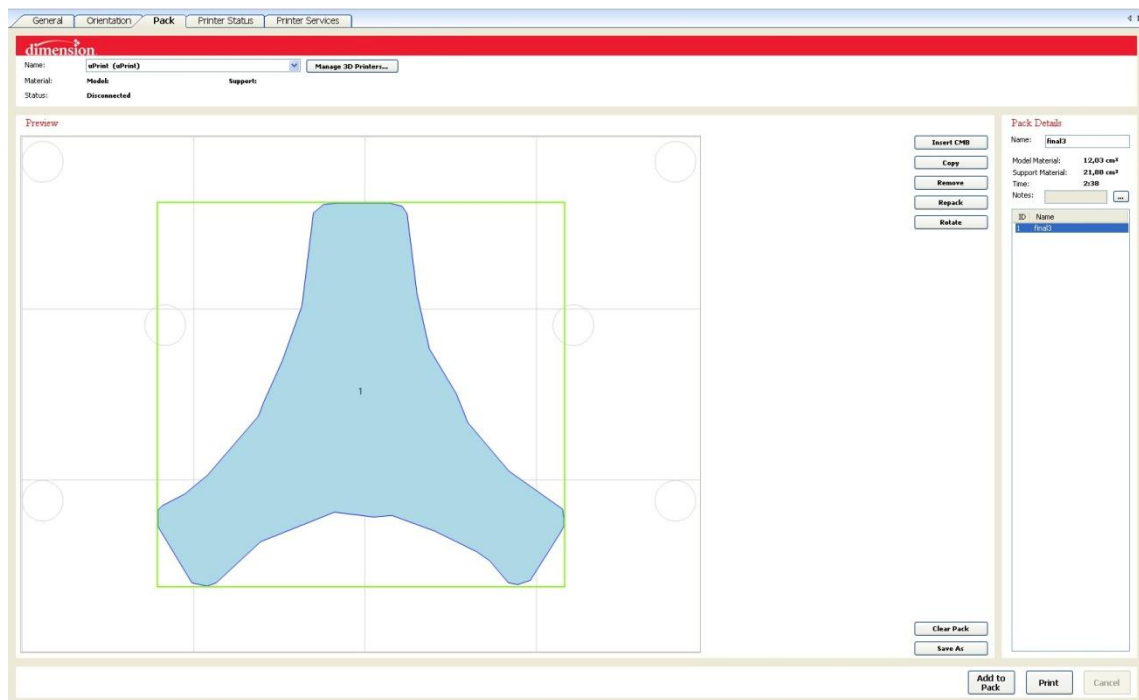 General Orientation Pack Printer Status Printer Services
dimension
Name: uPrint (uPrint) Manage 3D Printers...
Material: Model: Support:
Status: Disconnected
Preview
Insert CMB
Copy
Remove
Repack
Rotate
1
Clear Pack
Save As
Pack Details
Name: final3
Model Material: 12,03 cm³
Support Material: 21,80 cm³
Time: 2:38
Notes: ...
ID Name
1 final3
Add to
Pack
Print
Cancel